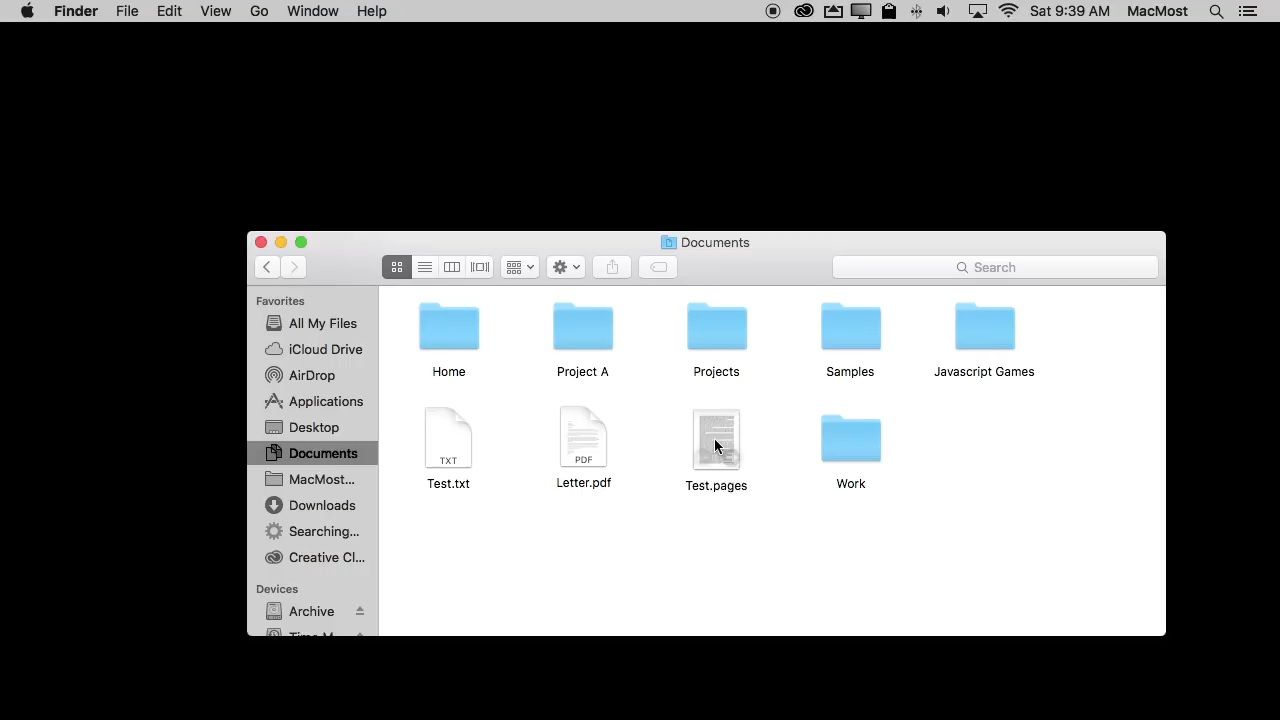 Finder File Edit View Go Window Help Sat 9:39 AM MacMost
Documents
Search
Favorites
All My Files
iCloud Drive
AirDrop
Applications
Desktop
Documents
MacMost...
Downloads
Searching...
Creative Cl...
Devices
Archive
Home Project A Projects Samples Javascript Games
TXT PDF
Test.txt Letter.pdf Test.pages Work